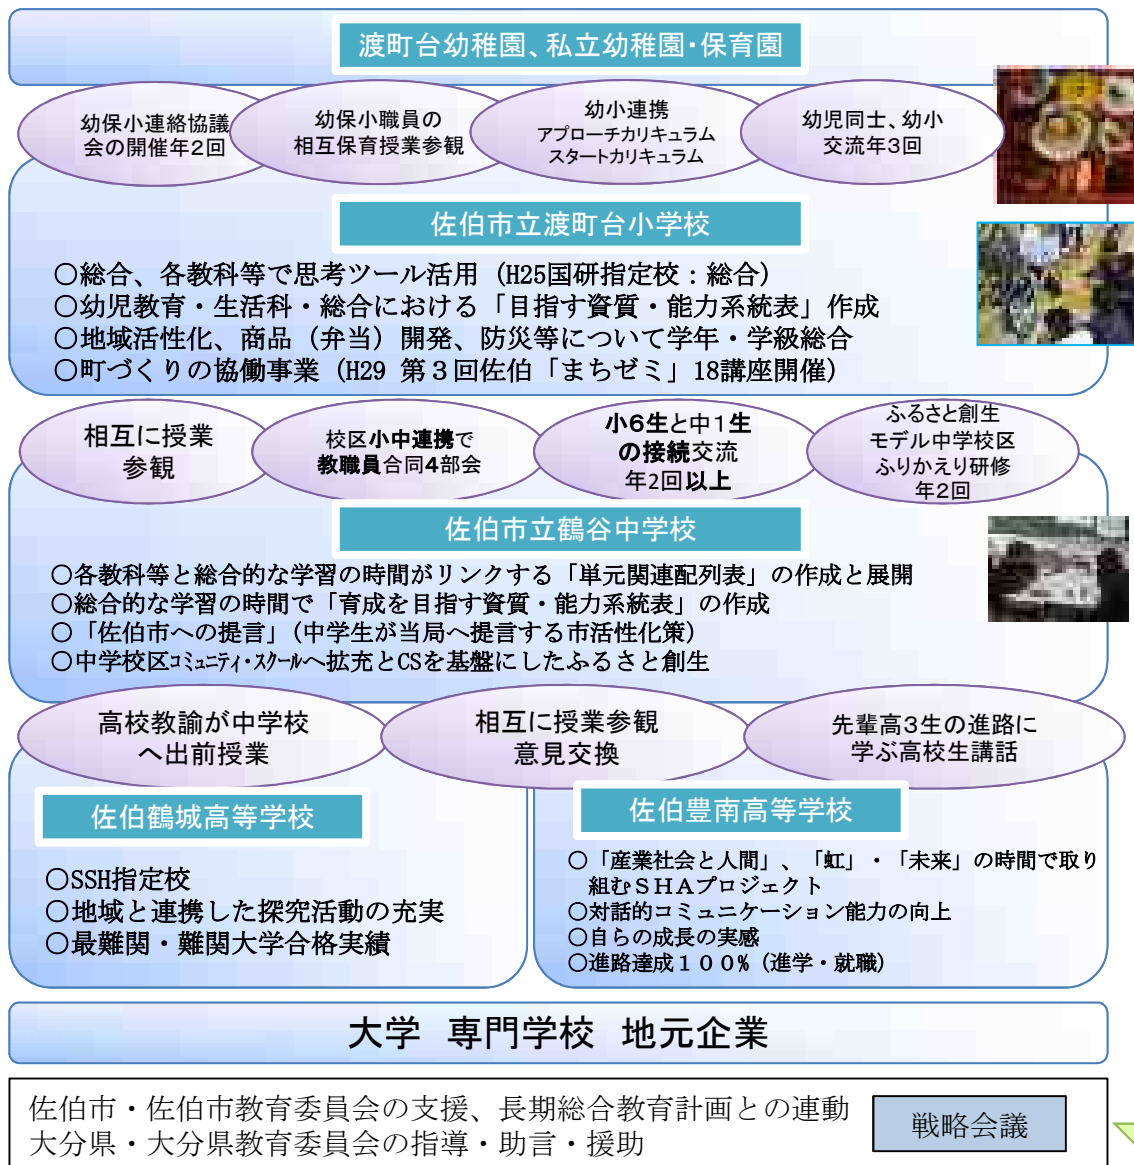 渡町台幼稚園、私立幼稚園・保育園
幼保小連絡協議
会の開催年2回
幼保小職員の
相互保育授業参観
幼小連携
アプローチカリキュラム
スタートカリキュラム
幼児同士、幼小
交流年3回
佐伯市立渡町台小学校
○総合、各教科等で思考ツール活用（H25国研指定校：総合）
○幼児教育・生活科・総合における「目指す資質・能力系統表」作成
○地域活性化、商品（弁当）開発、防災等について学年・学級総合
○町づくりの協働事業（H29 第３回佐伯「まちゼミ」18講座開催）
相互に授業
参観
校区小中連携で
教職員合同4部会
小６生と中１生
の接続交流
年2回以上
ふるさと創生
モデル中学校区
ふりかえり研修
年２回
佐伯市立鶴谷中学校
○各教科等と総合的な学習の時間がリンクする「単元関連配列表」の作成と展開
○総合的な学習の時間で「育成を目指す資質・能力系統表」の作成
○「佐伯市への提言」（中学生が当局へ提言する市活性化策）
○中学校区ｺﾐｭﾆﾃｨ・ｽｸｰﾙへ拡充とCSを基盤にしたふるさと創生
高校教諭が中学校
へ出前授業
相互に授業参観
意見交換
先輩高3生の進路に
学ぶ高校生講話
佐伯鶴城高等学校
○SSH指定校
○地域と連携した探究活動の充実
○最難関・難関大学合格実績
佐伯豊南高等学校
○「産業社会と人間」、「虹」・「未来」の時間で取り
組むＳＨＡプロジェクト
○対話的コミュニケーション能力の向上
○自らの成長の実感
○進路達成１００%（進学・就職）
大学　専門学校　地元企業
佐伯市・佐伯市教育委員会の支援、長期総合教育計画との連動
大分県・大分県教育委員会の指導・助言・援助
戦略会議